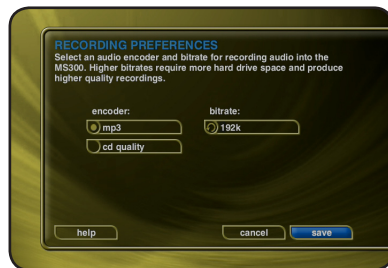 RECORDING PREFERENCES
Select an audio encoder and bitrate for recording audio into the
MS300. Higher bitrates require more hard drive space and produce
higher quality recordings.
encoder: bitrate:
mp3 192k
cd quality
help cancel save